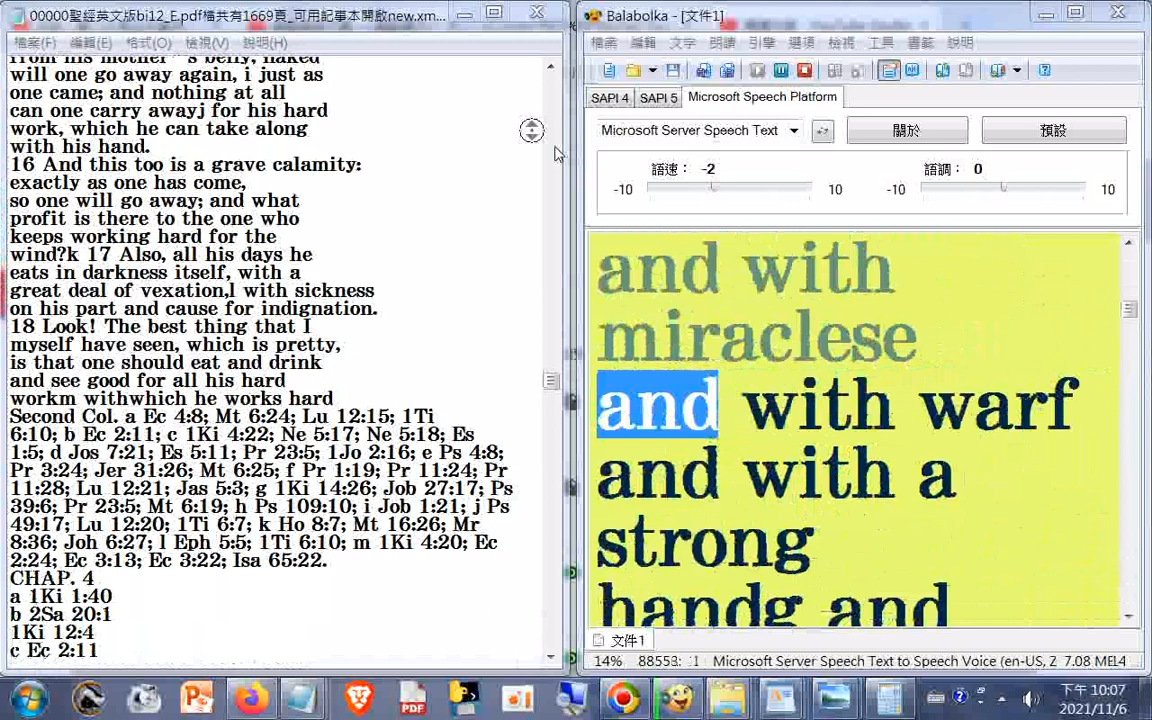 00000聖經英文版bi12_E.pdf檔共有1669頁_可用記事本開啟new.xm...
檔案(F) 編輯(E) 格式(O) 檢視(V) 說明(H)
from his mother's belly, naked
will one go away again, i just as
one came; and nothing at all
can one carry awayj for his hard
work, which he can take along
with his hand.
16 And this too is a grave calamity:
exactly as one has come,
so one will go away; and what
profit is there to the one who
keeps working hard for the
wind?k 17 Also, all his days he
eats in darkness itself, with a
great deal of vexation,l with sickness
on his part and cause for indignation.
18 Look! The best thing that I
myself have seen, which is pretty,
is that one should eat and drink
and see good for all his hard
workm withwhich he works hard
Second Col. a Ec 4:8; Mt 6:24; Lu 12:15; 1Ti
6:10; b Ec 2:11; c 1Ki 4:22; Ne 5:17; Ne 5:18; Es
1:5; d Jos 7:21; Es 5:11; Pr 23:5; 1Jo 2:16; e Ps 4:8;
Pr 3:24; Jer 31:26; Mt 6:25; f Pr 1:19; Pr 11:24; Pr
11:28; Lu 12:21; Jas 5:3; g 1Ki 14:26; Job 27:17; Ps
39:6; Pr 23:5; Mt 6:19; h Ps 109:10; i Job 1:21; j Ps
49:17; Lu 12:20; 1Ti 6:7; k Ho 8:7; Mt 16:26; Mr
8:36; Joh 6:27; l Eph 5:5; 1Ti 6:10; m 1Ki 4:20; Ec
2:24; Ec 3:13; Ec 3:22; Isa 65:22.
CHAP. 4
a 1Ki 1:40
b 2Sa 20:1
1Ki 12:4
c Ec 2:11
Balabolka - [文件1]
檔案 編輯 文字 朗讀 引擎 選項 檢視 工具 書籤 說明
SAPI 4 SAPI 5 Microsoft Speech Platform
Microsoft Server Speech Text 關於 預設
語速: -2 語調: 0
-10 10 -10 10
and with
miraclese
and with warf
and with a
strong
handg and
文件1
14% 88553: Microsoft Server Speech Text to Speech Voice (en-US, Z 7.08 МБ
PDF
下午 10:07
2021/11/6